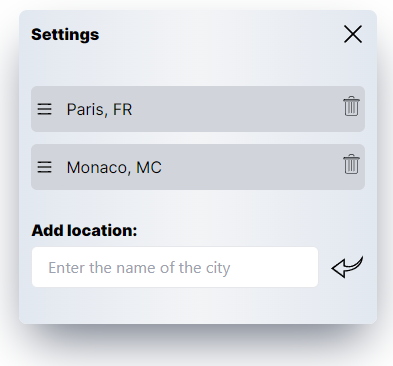 Settings
Paris, FR
Monaco, MC
Add location:
Enter the name of the city